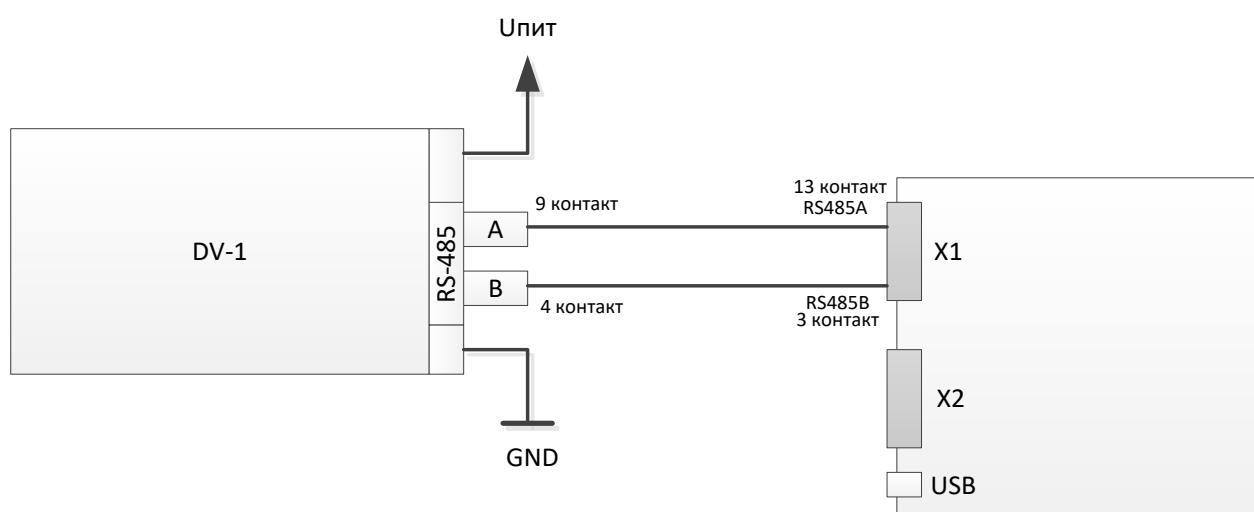 Uпит
13 контакт
RS485A
9 контакт
A
X1
DV-1
RS-485
B
4 контакт
RS485B
3 контакт
X2
GND
USB